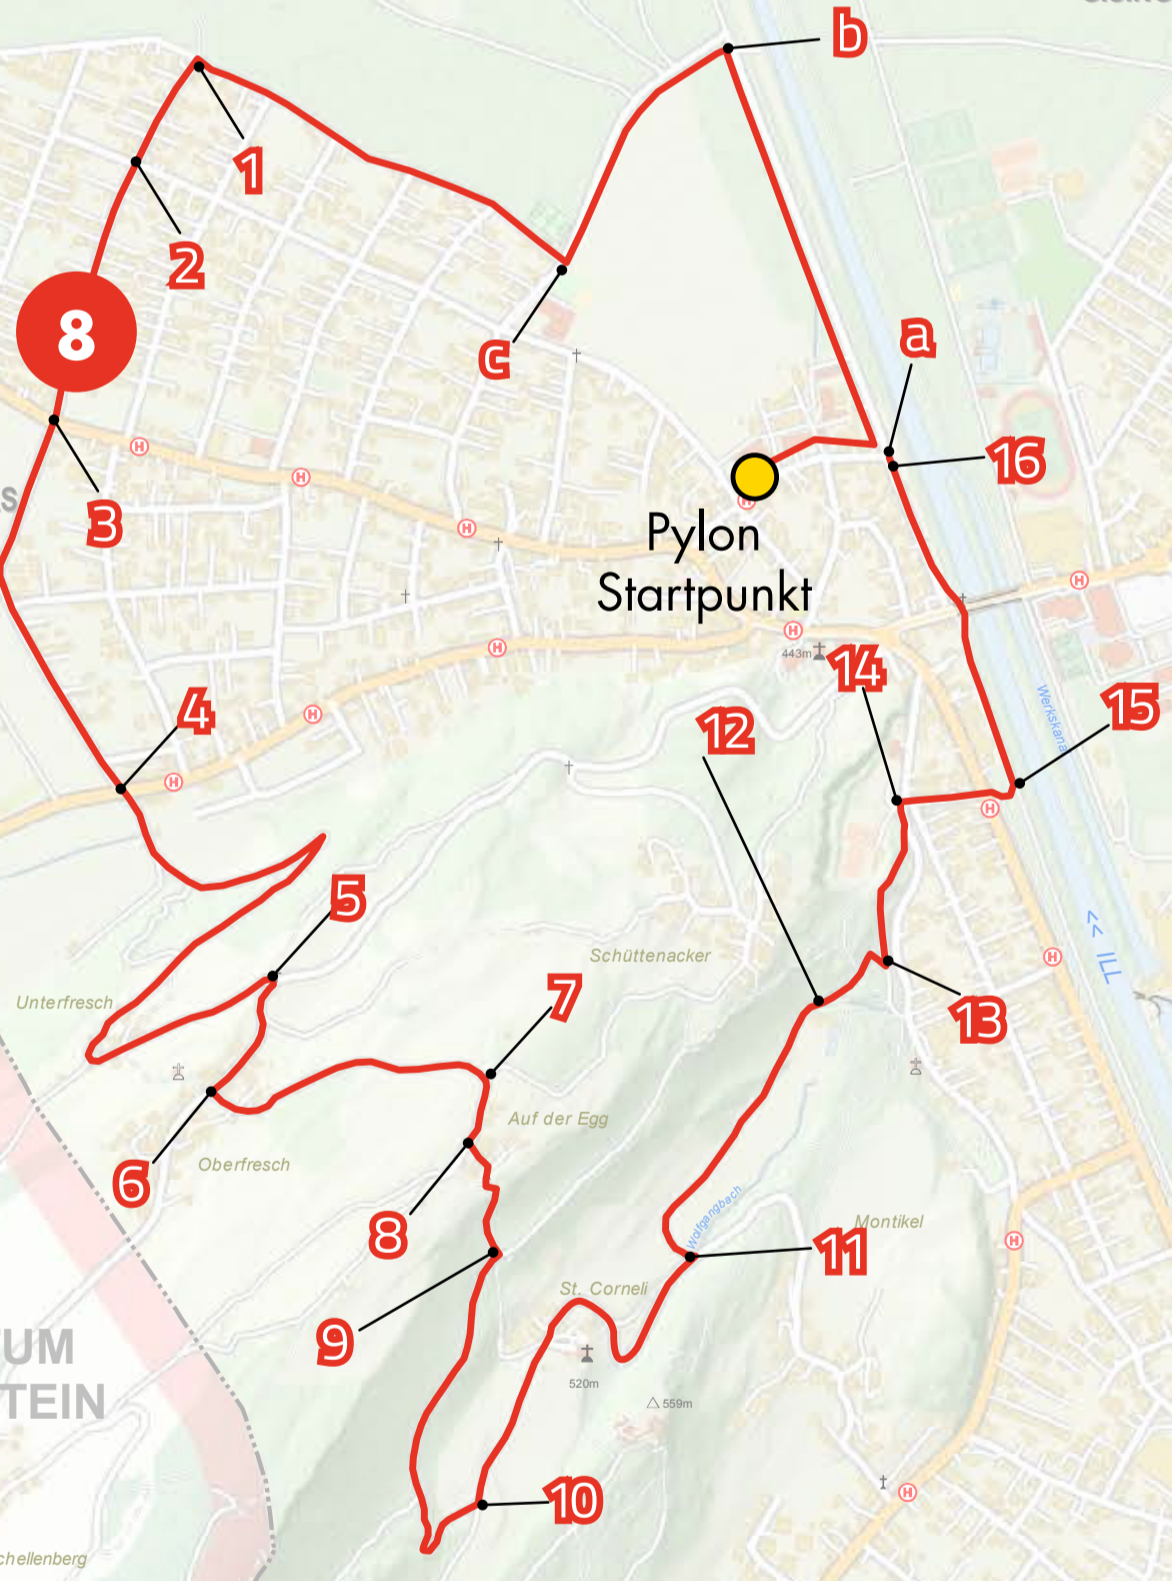 b
1
2
8
c
a
16
3
Pylon
Startpunkt
443m
14
4
12
15
Werkskanal
5
Schüttenacker
<< ILL
Unterfresch
7
13
Auf der Egg
6
Oberfresch
8
Wolfgangbach
Montikel
11
St. Corneli
9
UM
TEIN
520m
559m
10
chellenberg
H
H
H
H
H
H
H
H
H
H
H
H
H